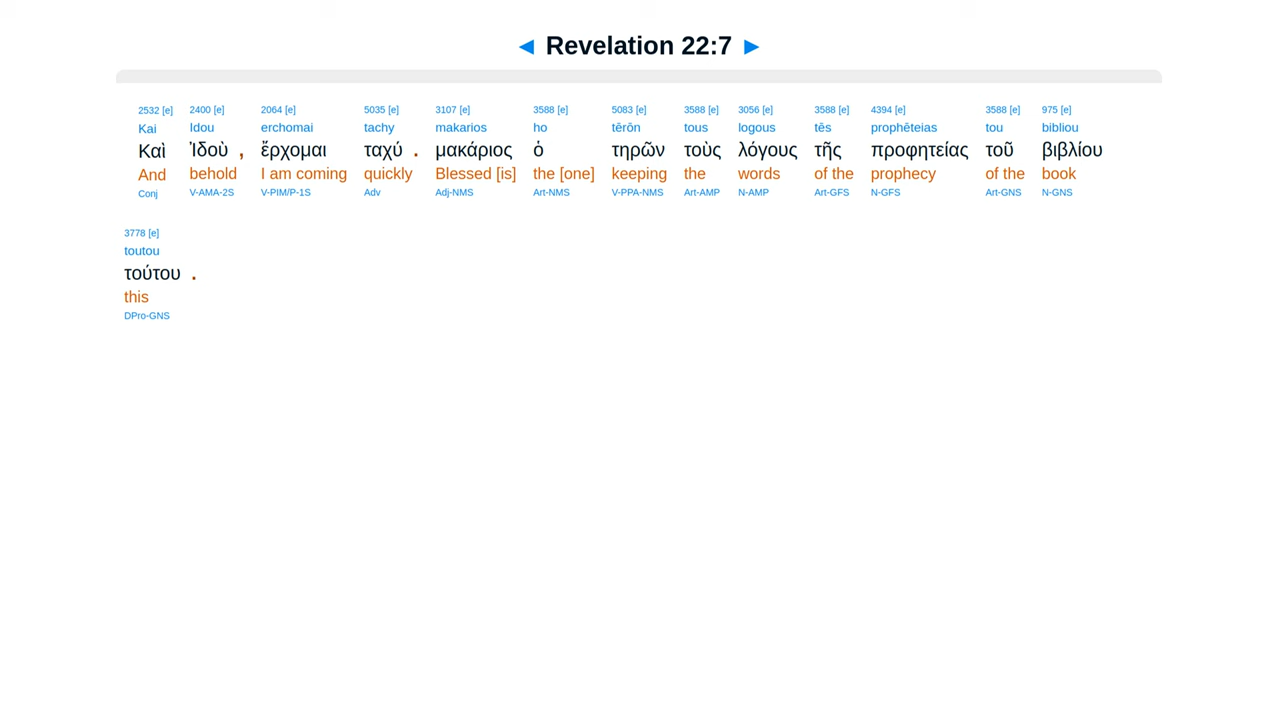 ◄ Revelation 22:7 ►
2532 [e] 2400 [e] 2064 [e] 5035 [e] 3107 [e] 3588 [e] 5083 [e] 3588 [e] 3056 [e] 3588 [e] 4394 [e] 3588 [e] 975 [e]
Kai Idou erchomai tachy makarios ho tērōn tous logous tēs prophēteias tou bibliou
Καὶ Ἰδοὺ , ἔρχομαι ταχύ . μακάριος ὁ τηρῶν τοὺς λόγους τῆς προφητείας τοῦ βιβλίου
And behold I am coming quickly Blessed [is] the [one] keeping the words of the prophecy of the book
Conj V-AMA-2S V-PIM/P-1S Adv Adj-NMS Art-NMS V-PPA-NMS Art-AMP N-AMP Art-GFS N-GFS Art-GNS N-GNS
3778 [e]
toutou
τούτου .
this
DPro-GNS